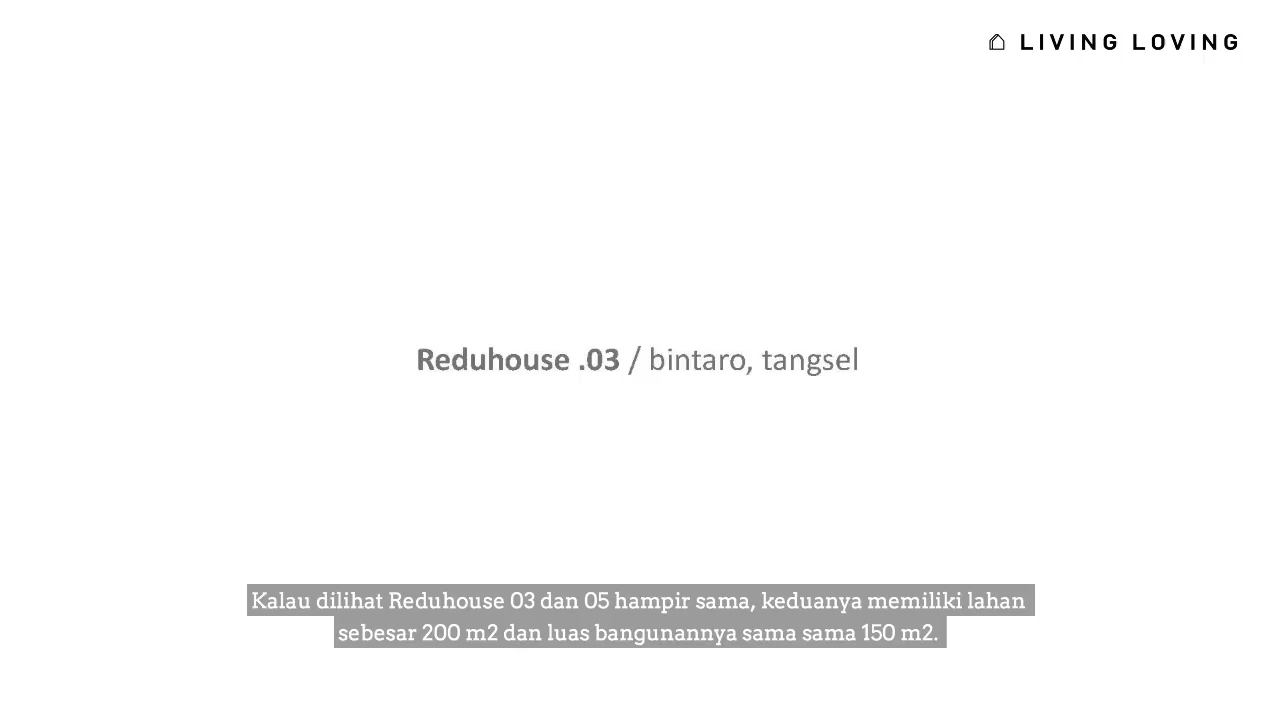 LIVING LOVING
Reduhouse .03 / bintaro, tangsel
Kalau dilihat Reduhouse 03 dan 05 hampir sama, keduanya memiliki lahan
sebesar 200 m2 dan luas bangunannya sama sama 150 m2.